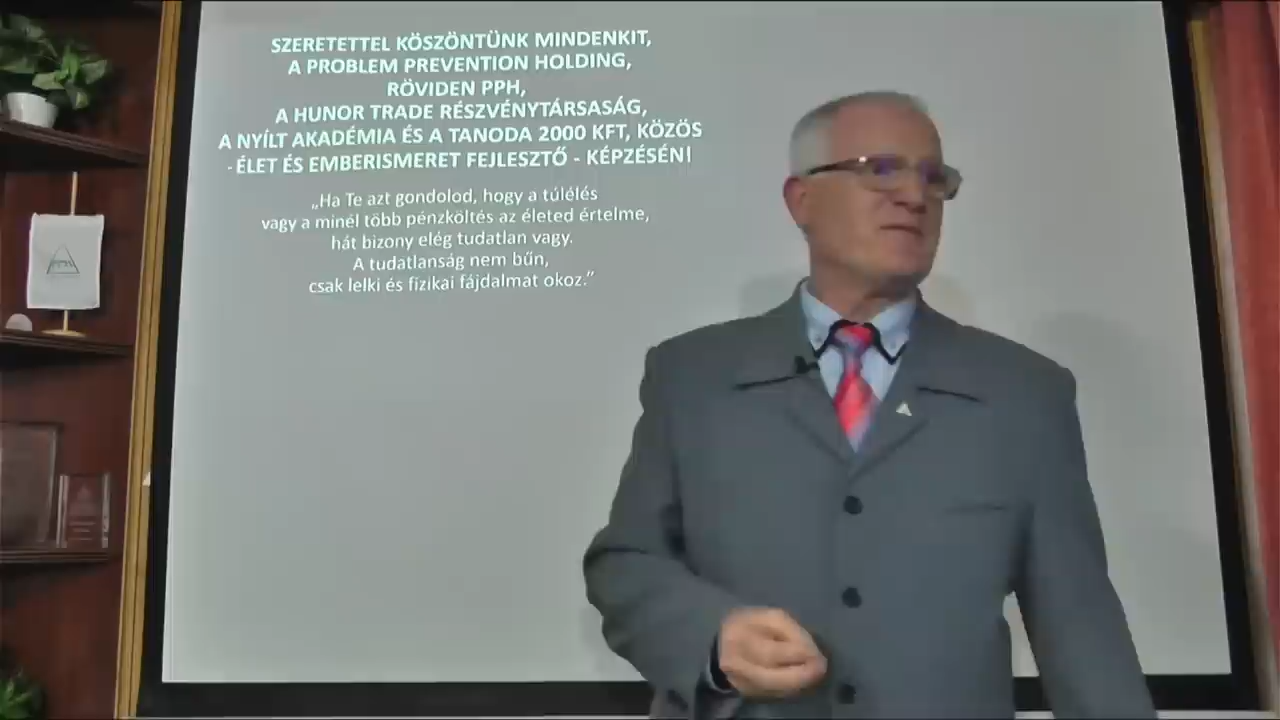 SZERETETTEL KÖSZÖNTÜNK MINDENKIT,
A PROBLEM PREVENTION HOLDING,
RÖVIDEN PPH,
A HUNOR TRADE RÉSZVÉNYTÁRSASÁG,
A NYÍLT AKADÉMIA ÉS A TANODA 2000 KFT, KÖZÖS
- ÉLET ÉS EMBERISMERET FEJLESZTŐ - KÉPZÉSÉN!
„Ha Te azt gondolod, hogy a túlélés
vagy a minél több pénzköltés az életed értelme,
hát bizony elég tudatlan vagy.
A tudatlanság nem bűn,
csak lelki és fizikai fájdalmat okoz.”